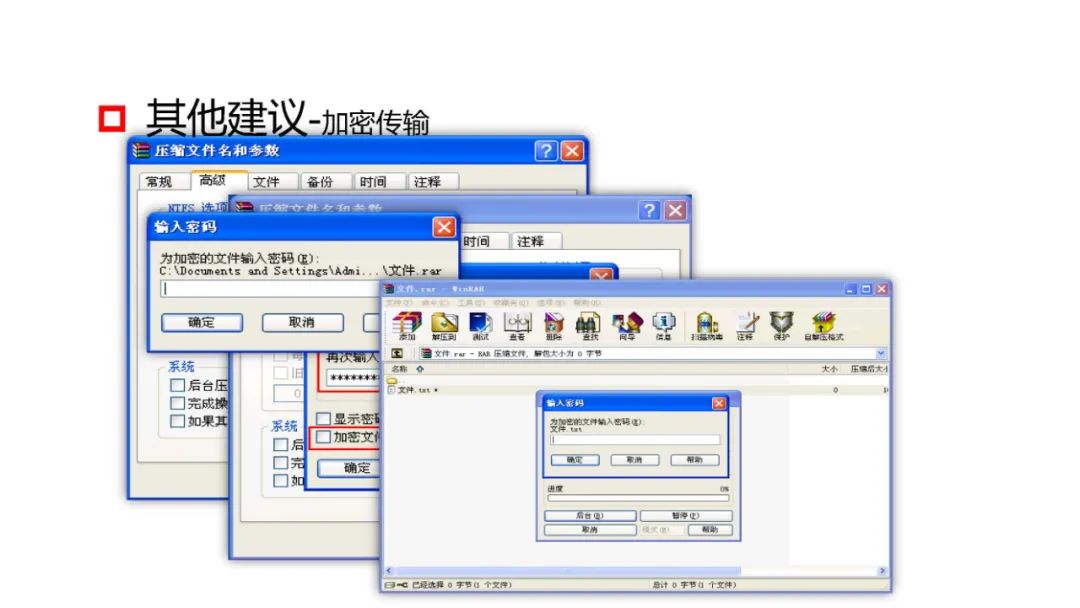 其他建议-加密传输
压缩文件名和参数
常规 高级 文件 备份 时间 注释
NTFS 选项
压缩文件名和参数
时间 注释
输入密码
为加密的文件输入密码(E):
C:\Documents and Settings\Admi...\文件.rar
确定 取消
系统
后台压
完成操
如果其
再次输入
********
显示密码
加密文件
确定
系统
后
完
如
文件.rar - WinRAR
文件(F) 命令(C) 工具(S) 收藏夹(O) 选项(N) 帮助(H)
添加 解压到 测试 查看 删除 查找 向导 信息 扫描病毒 注释 保护 自解压格式
文件.rar - RAR 压缩文件, 解包大小为 0 字节
名称 大小 压缩后大小
文件.txt * 0
输入密码
为加密的文件输入密码(E):
文件.txt
确定 取消 帮助
进度 0%
后台(B) 暂停(P)
取消 模式(M) 帮助
已经选择 0 字节(1 个文件) 总计 0 字节(1 个文件)